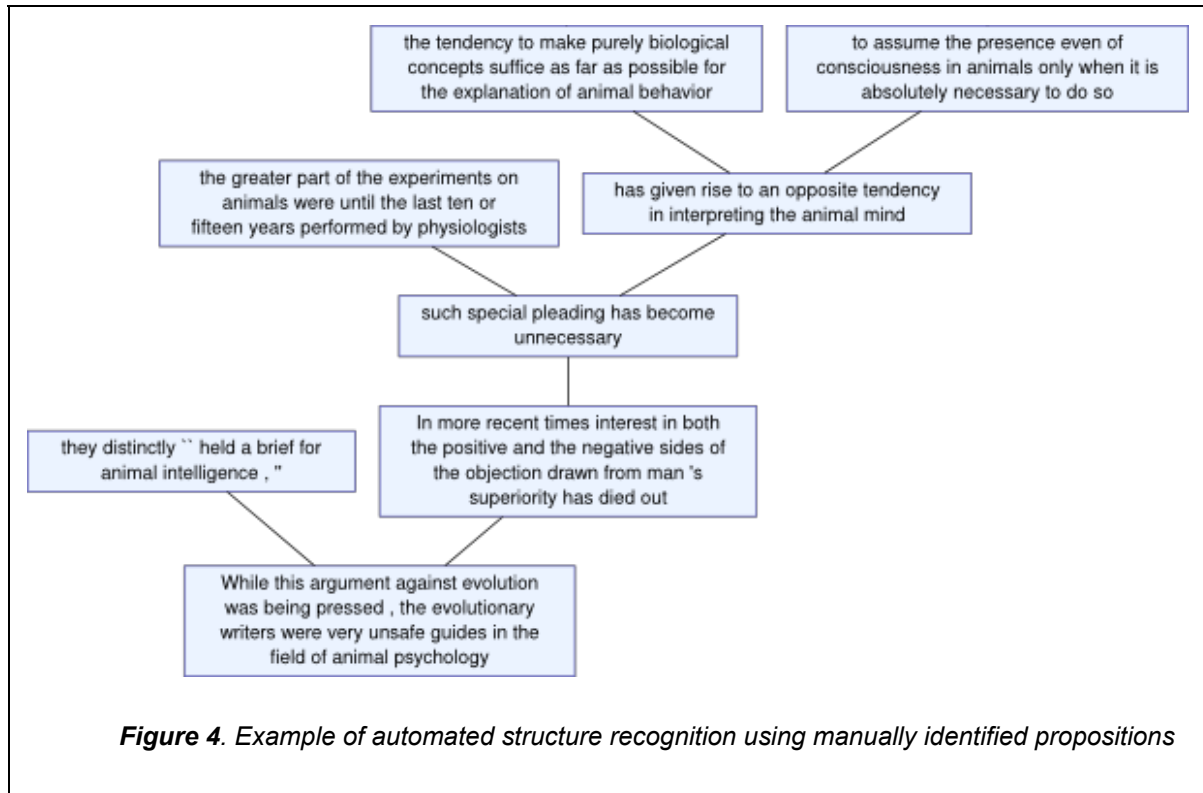 the tendency to make purely biological
concepts suffice as far as possible for
the explanation of animal behavior
to assume the presence even of
consciousness in animals only when it is
absolutely necessary to do so
the greater part of the experiments on
animals were until the last ten or
fifteen years performed by physiologists
has given rise to an opposite tendency
in interpreting the animal mind
such special pleading has become
unnecessary
they distinctly `` held a brief for
animal intelligence , "
In more recent times interest in both
the positive and the negative sides of
the objection drawn from man 's
superiority has died out
While this argument against evolution
was being pressed , the evolutionary
writers were very unsafe guides in the
field of animal psychology
Figure 4. Example of automated structure recognition using manually identified propositions